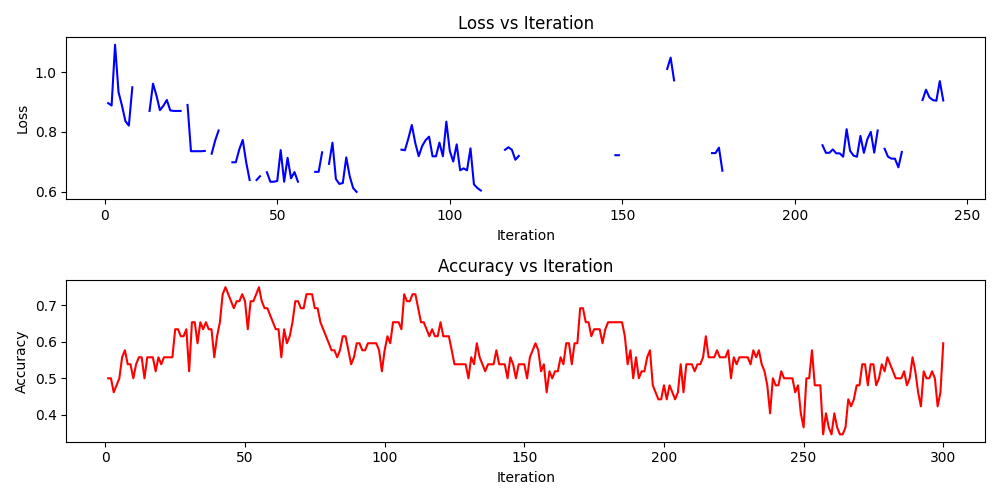 Loss vs Iteration
1.0
0.8
0.6
Loss
0 50 100 150 200 250
Iteration
Accuracy vs Iteration
0.7
0.6
0.5
0.4
Accuracy
0 50 100 150 200 250 300
Iteration